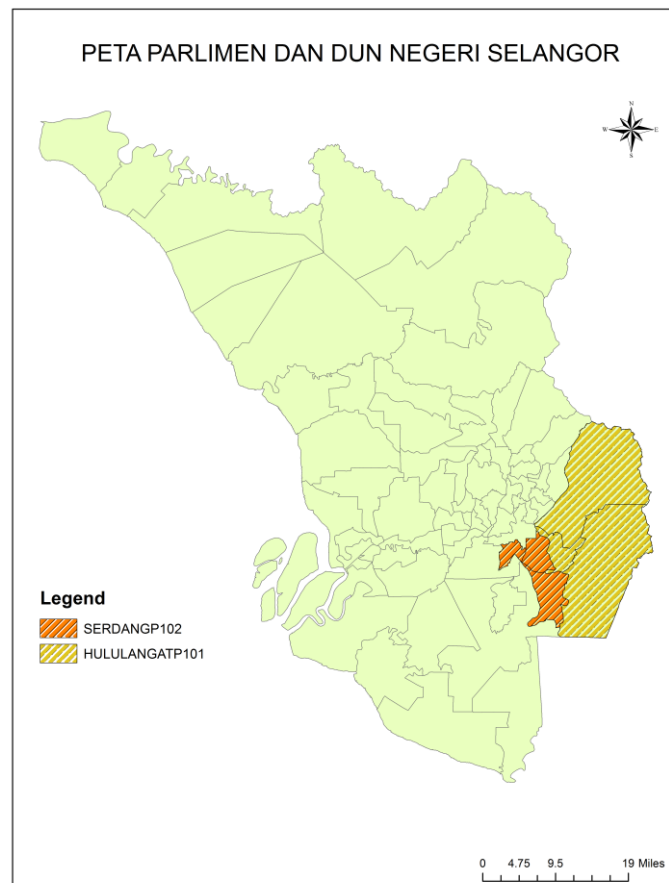 PETA PARLIMEN DAN DUN NEGERI SELANGOR
N
W E
S
Legend
SERDANGP102
HULULANGATP101
0 4.75 9.5 19 Miles